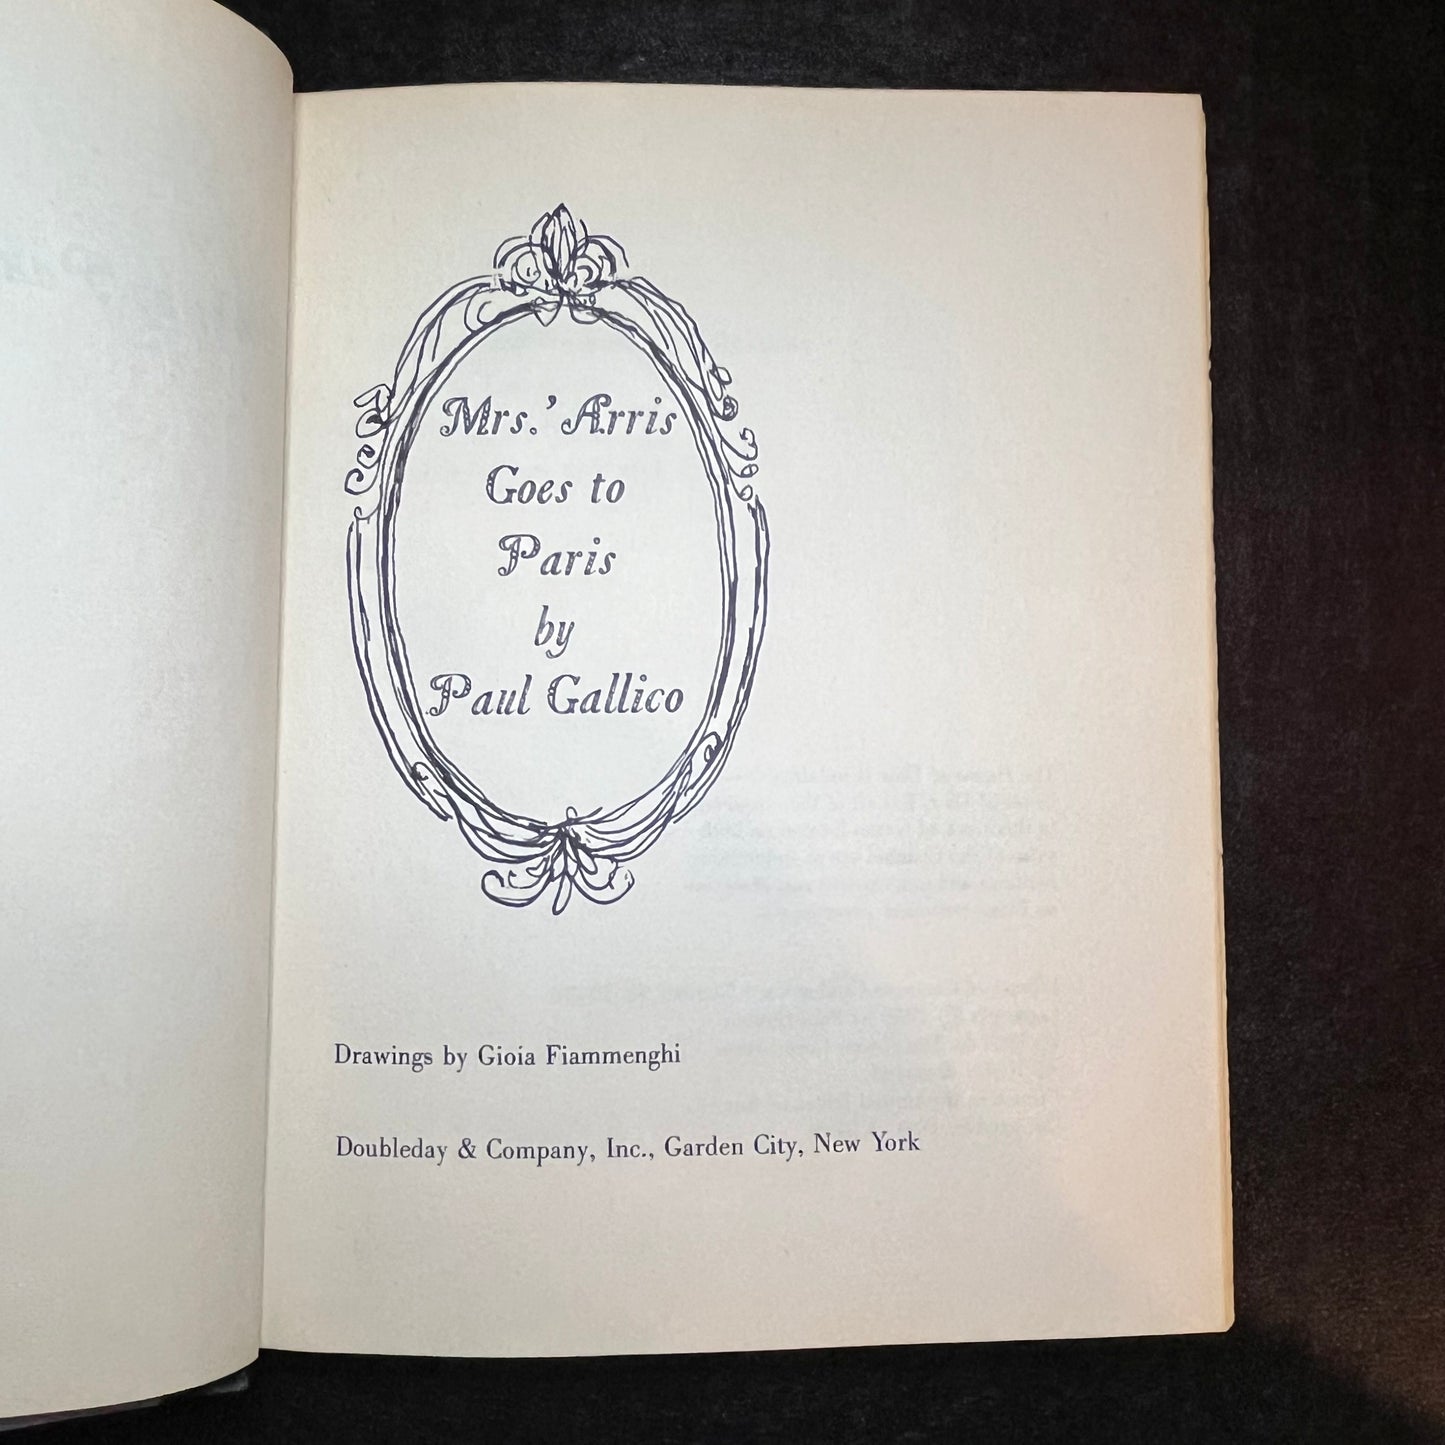 Mrs. 'Arris
Goes to
Paris
by
Paul Gallico
Drawings by Gioia Fiammenghi
Doubleday & Company, Inc., Garden City, New York